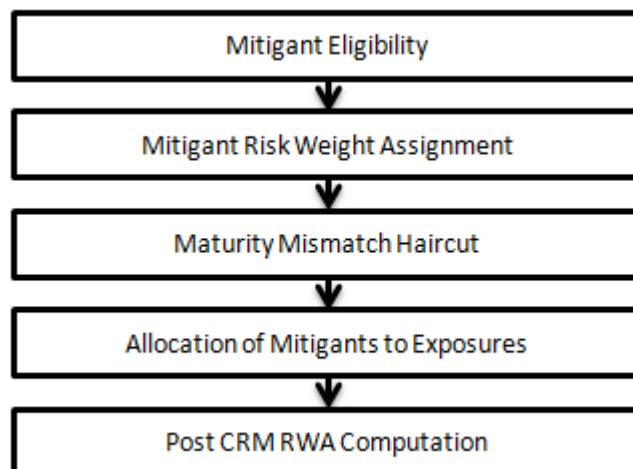 Mitigant Eligibility
Mitigant Risk Weight Assignment
Maturity Mismatch Haircut
Allocation of Mitigants to Exposures
Post CRM RWA Computation